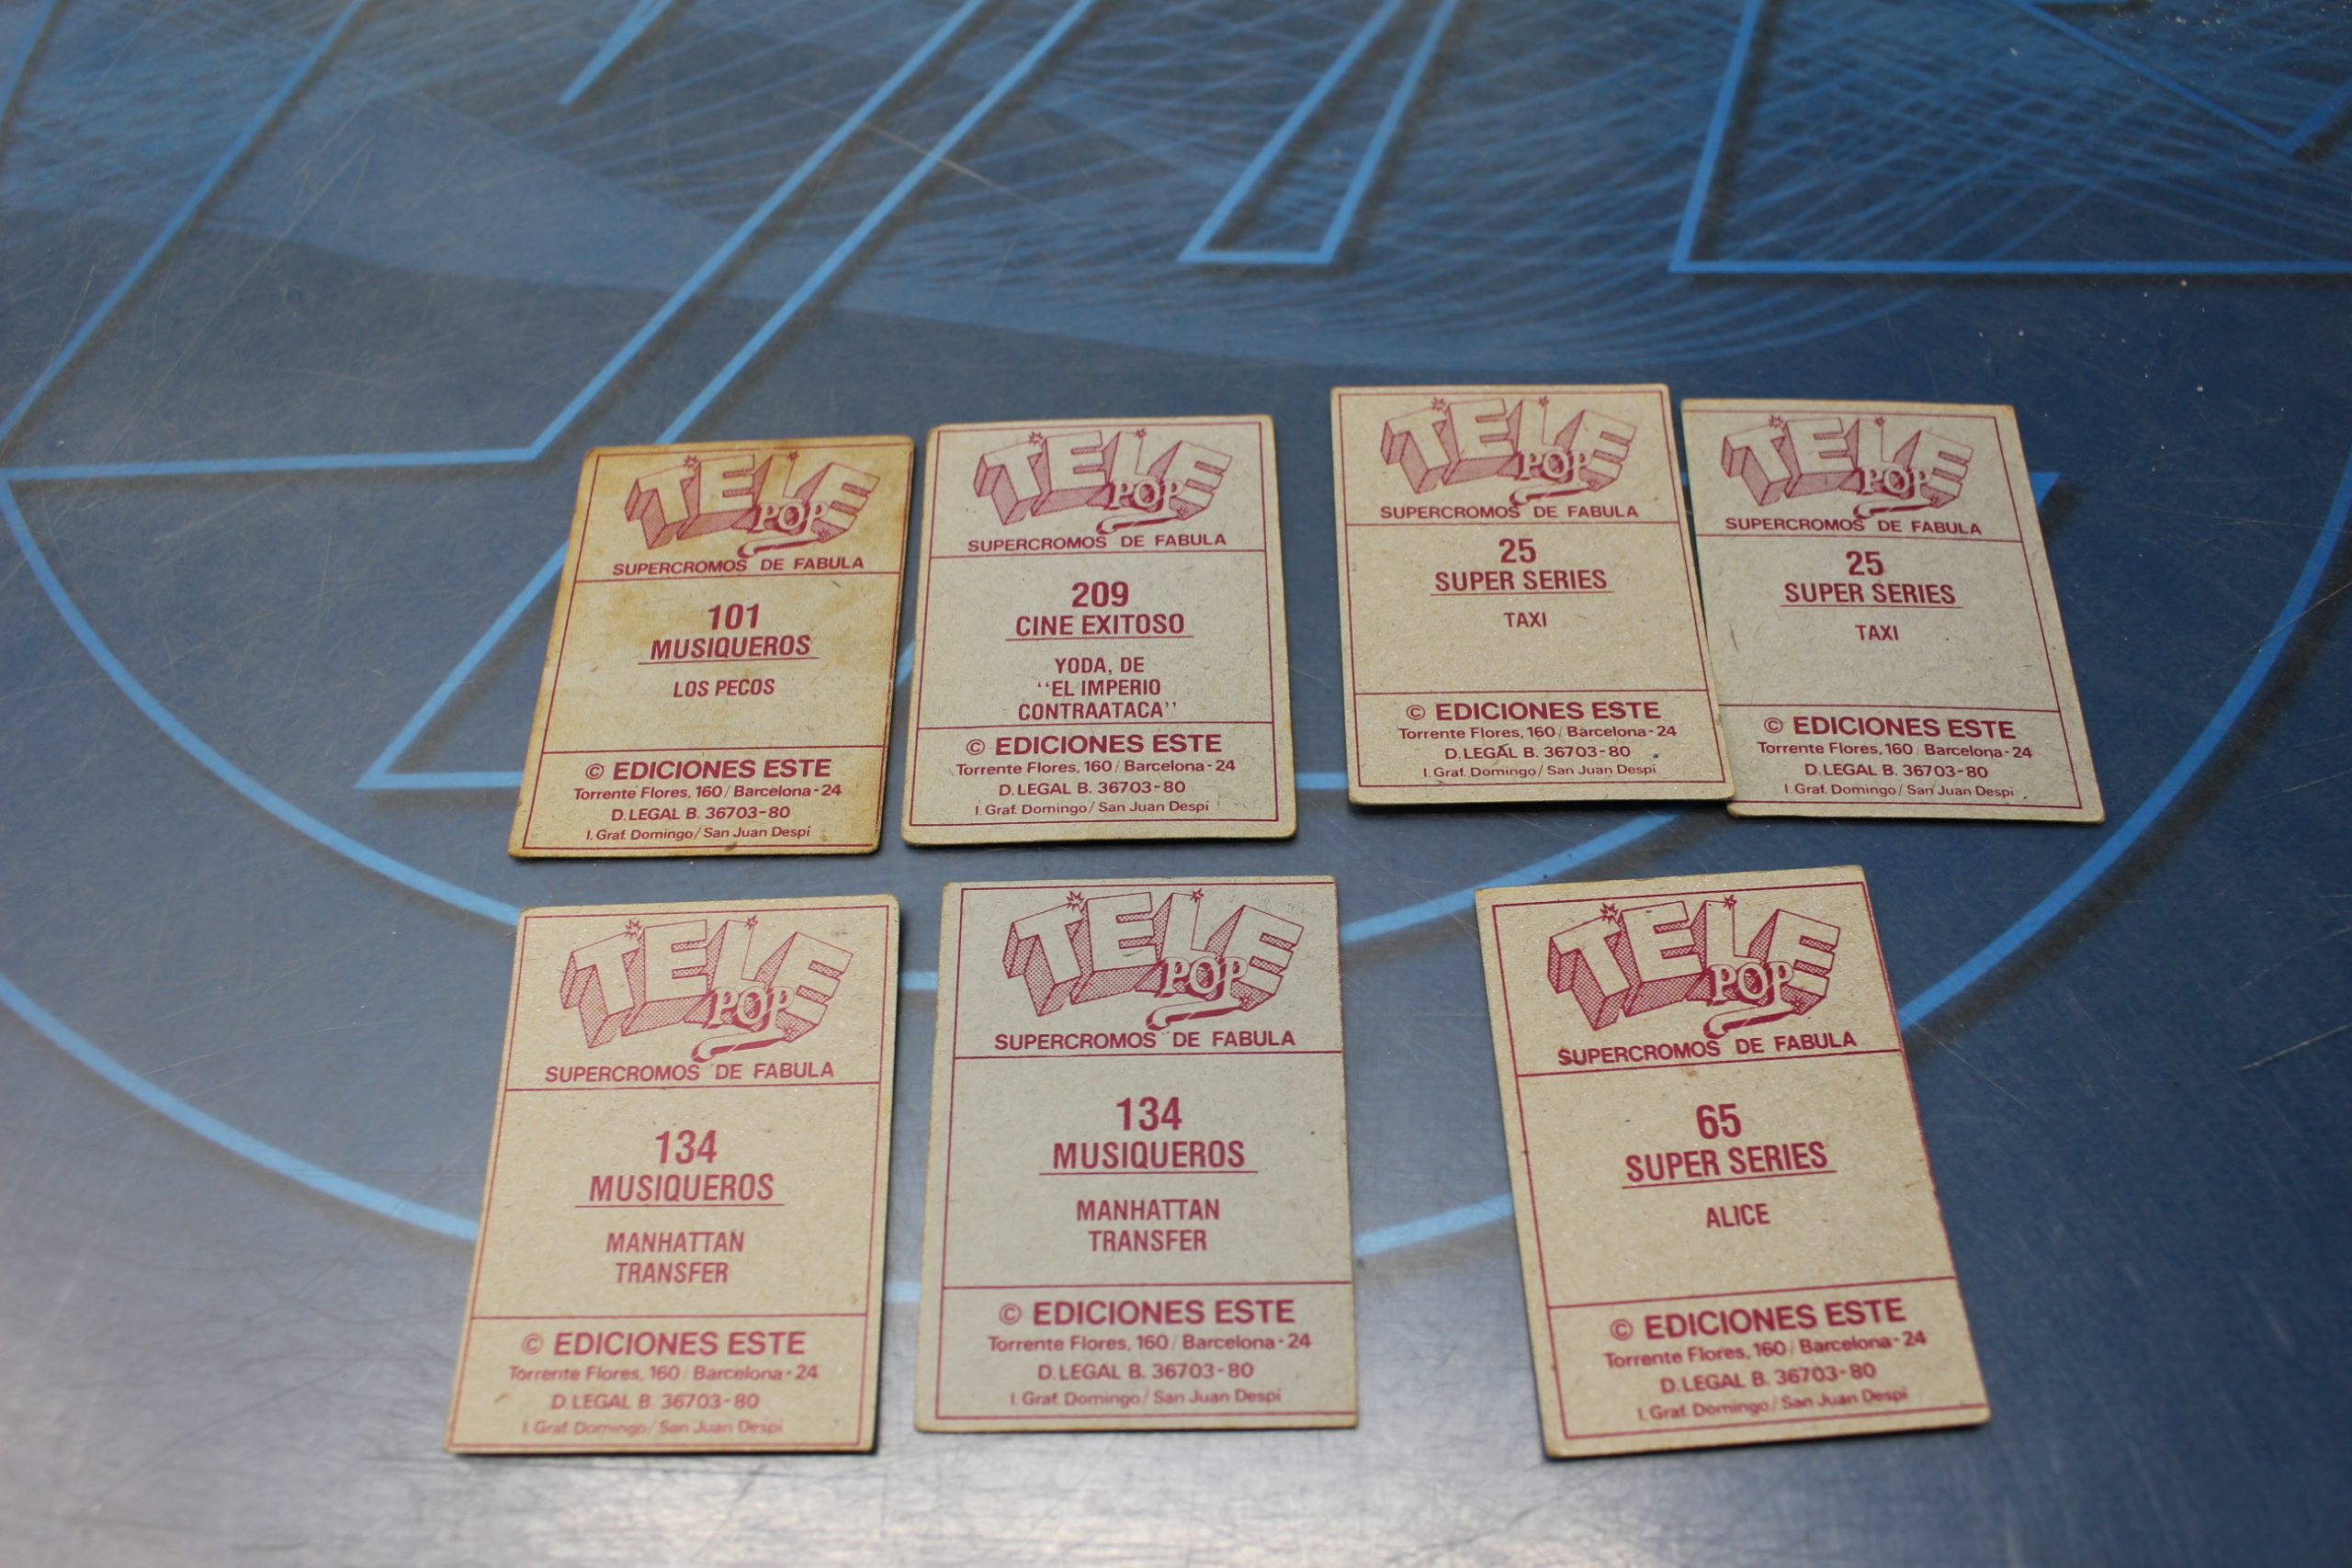 TELE
POP
SUPERCROMOS DE FABULA
101
MUSIQUEROS
LOS PECOS
© EDICIONES ESTE
Torrente Flores, 160 / Barcelona-24
D. LEGAL B. 36703-80
I. Graf. Domingo / San Juan Despí
TELE
POP
SUPERCROMOS DE FABULA
209
CINE EXITOSO
YODA, DE
"EL IMPERIO
CONTRAATACA"
© EDICIONES ESTE
Torrente Flores, 160 / Barcelona-24
D. LEGAL B. 36703-80
I. Graf. Domingo / San Juan Despí
TELE
POP
SUPERCROMOS DE FABULA
25
SUPER SERIES
TAXI
© EDICIONES ESTE
Torrente Flores, 160 / Barcelona-24
D. LEGAL B. 36703-80
I. Graf. Domingo / San Juan Despí
TELE
POP
SUPERCROMOS DE FABULA
25
SUPER SERIES
TAXI
© EDICIONES ESTE
Torrente Flores, 160 / Barcelona-24
D. LEGAL B. 36703-80
I. Graf. Domingo / San Juan Despí
TELE
POP
SUPERCROMOS DE FABULA
134
MUSIQUEROS
MANHATTAN
TRANSFER
© EDICIONES ESTE
Torrente Flores, 160 / Barcelona-24
D. LEGAL B. 36703-80
I. Graf. Domingo / San Juan Despí
TELE
POP
SUPERCROMOS DE FABULA
134
MUSIQUEROS
MANHATTAN
TRANSFER
© EDICIONES ESTE
Torrente Flores, 160 / Barcelona-24
D. LEGAL B. 36703-80
I. Graf. Domingo / San Juan Despí
TELE
POP
SUPERCROMOS DE FABULA
65
SUPER SERIES
ALICE
© EDICIONES ESTE
Torrente Flores, 160 / Barcelona-24
D. LEGAL B. 36703-80
I. Graf. Domingo / San Juan Despí